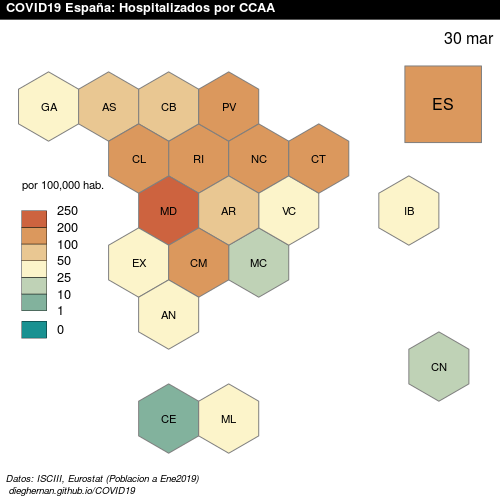 COVID19 España: Hospitalizados por CCAA
30 mar
ES
GA AS CB PV
CL RI NC CT
por 100,000 hab.
MD AR VC IB
250
200
100
50
25
10
1
0
EX CM MC
AN
CN
CE ML
Datos: ISCIII, Eurostat (Poblacion a Ene2019)
dieghernan.github.io/COVID19